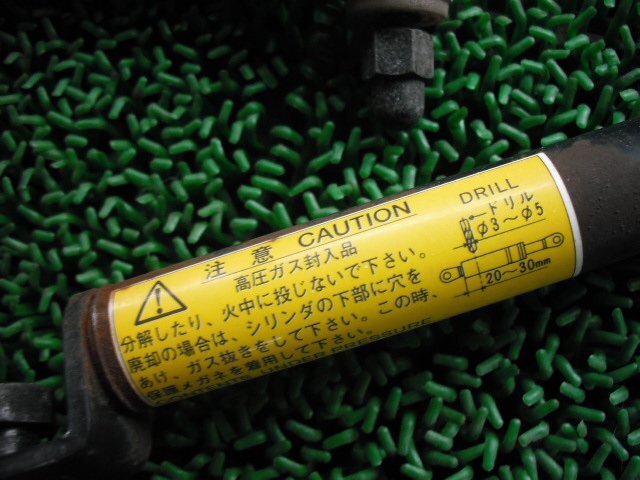 注意 CAUTION
高圧ガス封入品
分解したり、火中に投じないで下さい。
廃却の場合は、シリンダの下部に穴を
あけ、ガス抜きをして下さい。この時、
保護メガネを着用して下さい。
UNDER PRESSURE
DRILL
ドリル
φ3～φ5
20～30mm